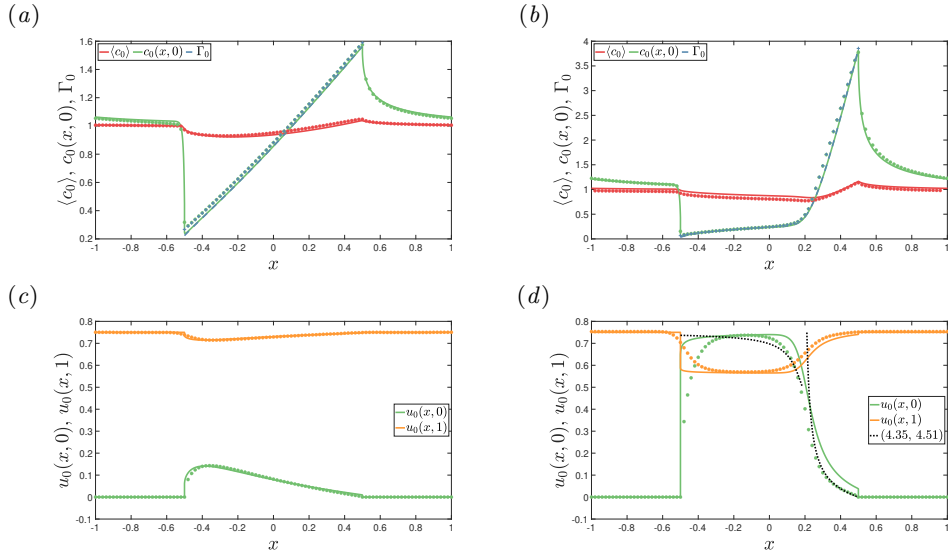 (a)
⟨c₀⟩, c₀(x, 0), Γ₀
1.6
1.4
1.2
1
0.8
0.6
0.4
0.2
⟨c₀⟩ c₀(x, 0) Γ₀
-1 -0.8 -0.6 -0.4 -0.2 0 0.2 0.4 0.6 0.8 1
x
(b)
⟨c₀⟩, c₀(x, 0), Γ₀
4
3.5
3
2.5
2
1.5
1
0.5
0
⟨c₀⟩ c₀(x, 0) Γ₀
-1 -0.8 -0.6 -0.4 -0.2 0 0.2 0.4 0.6 0.8 1
x
(c)
u₀(x, 0), u₀(x, 1)
0.8
0.7
0.6
0.5
0.4
0.3
0.2
0.1
0
-0.1
u₀(x, 0)
u₀(x, 1)
-1 -0.8 -0.6 -0.4 -0.2 0 0.2 0.4 0.6 0.8 1
x
(d)
u₀(x, 0), u₀(x, 1)
0.8
0.7
0.6
0.5
0.4
0.3
0.2
0.1
0
-0.1
u₀(x, 0)
u₀(x, 1)
(4.35, 4.51)
-1 -0.8 -0.6 -0.4 -0.2 0 0.2 0.4 0.6 0.8 1
x